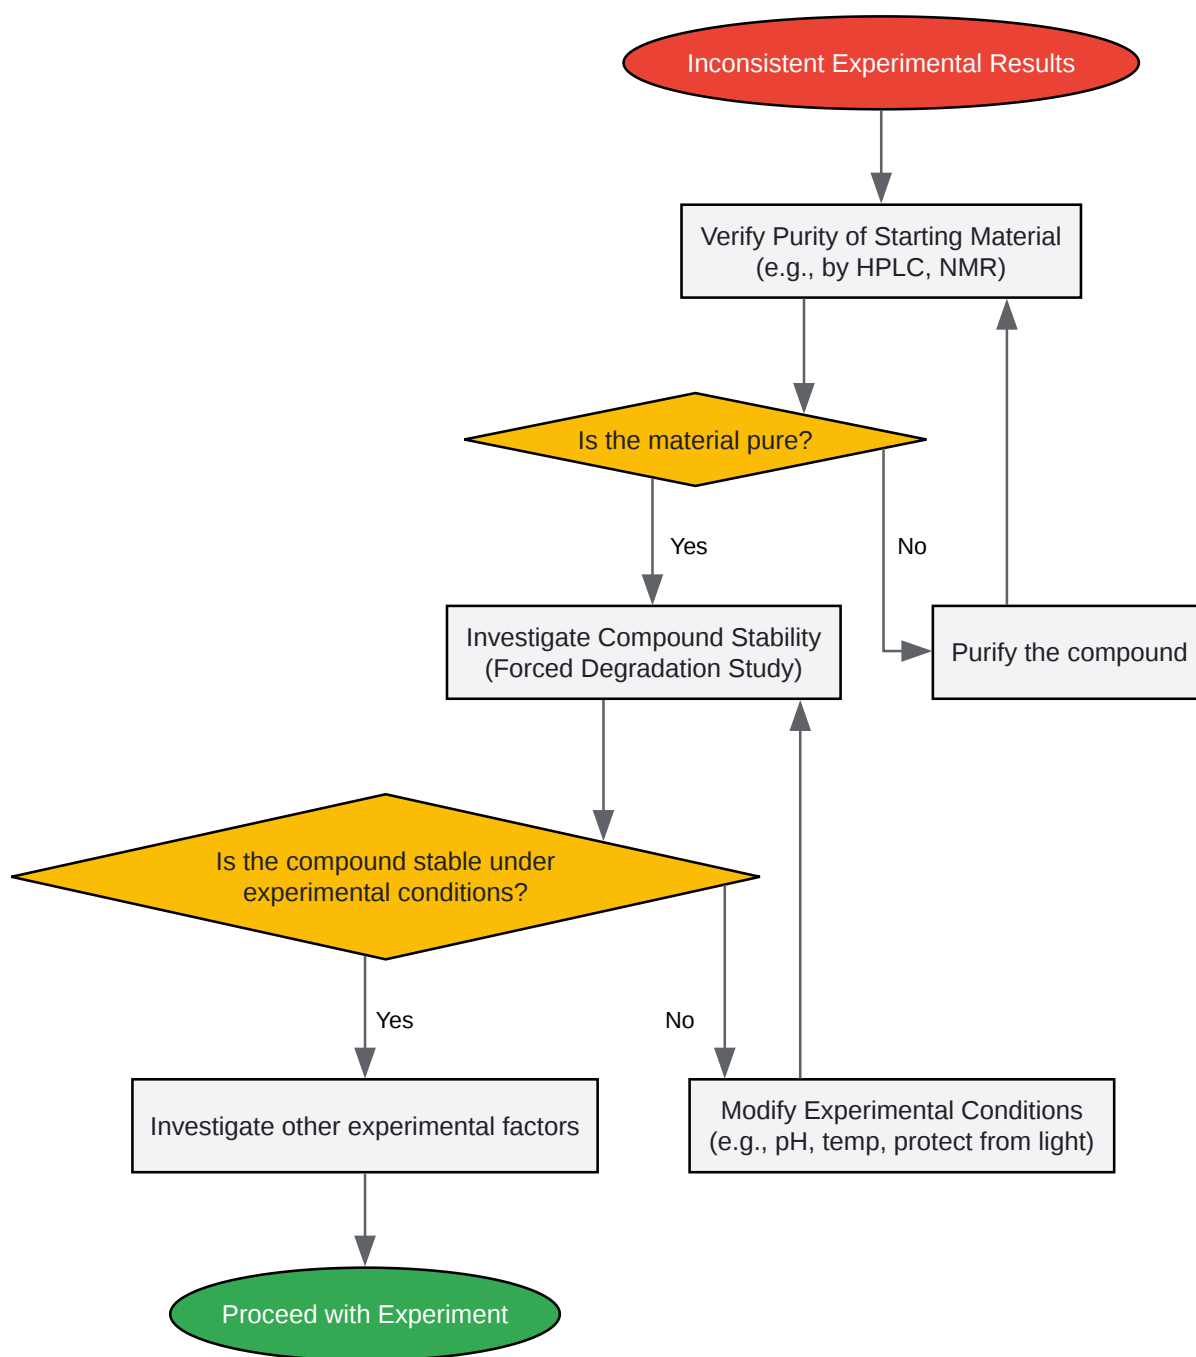 Inconsistent Experimental Results
Verify Purity of Starting Material
(e.g., by HPLC, NMR)
Is the material pure?
Yes
No
Investigate Compound Stability
(Forced Degradation Study)
Purify the compound
Is the compound stable under
experimental conditions?
Yes
No
Investigate other experimental factors
Modify Experimental Conditions
(e.g., pH, temp, protect from light)
Proceed with Experiment